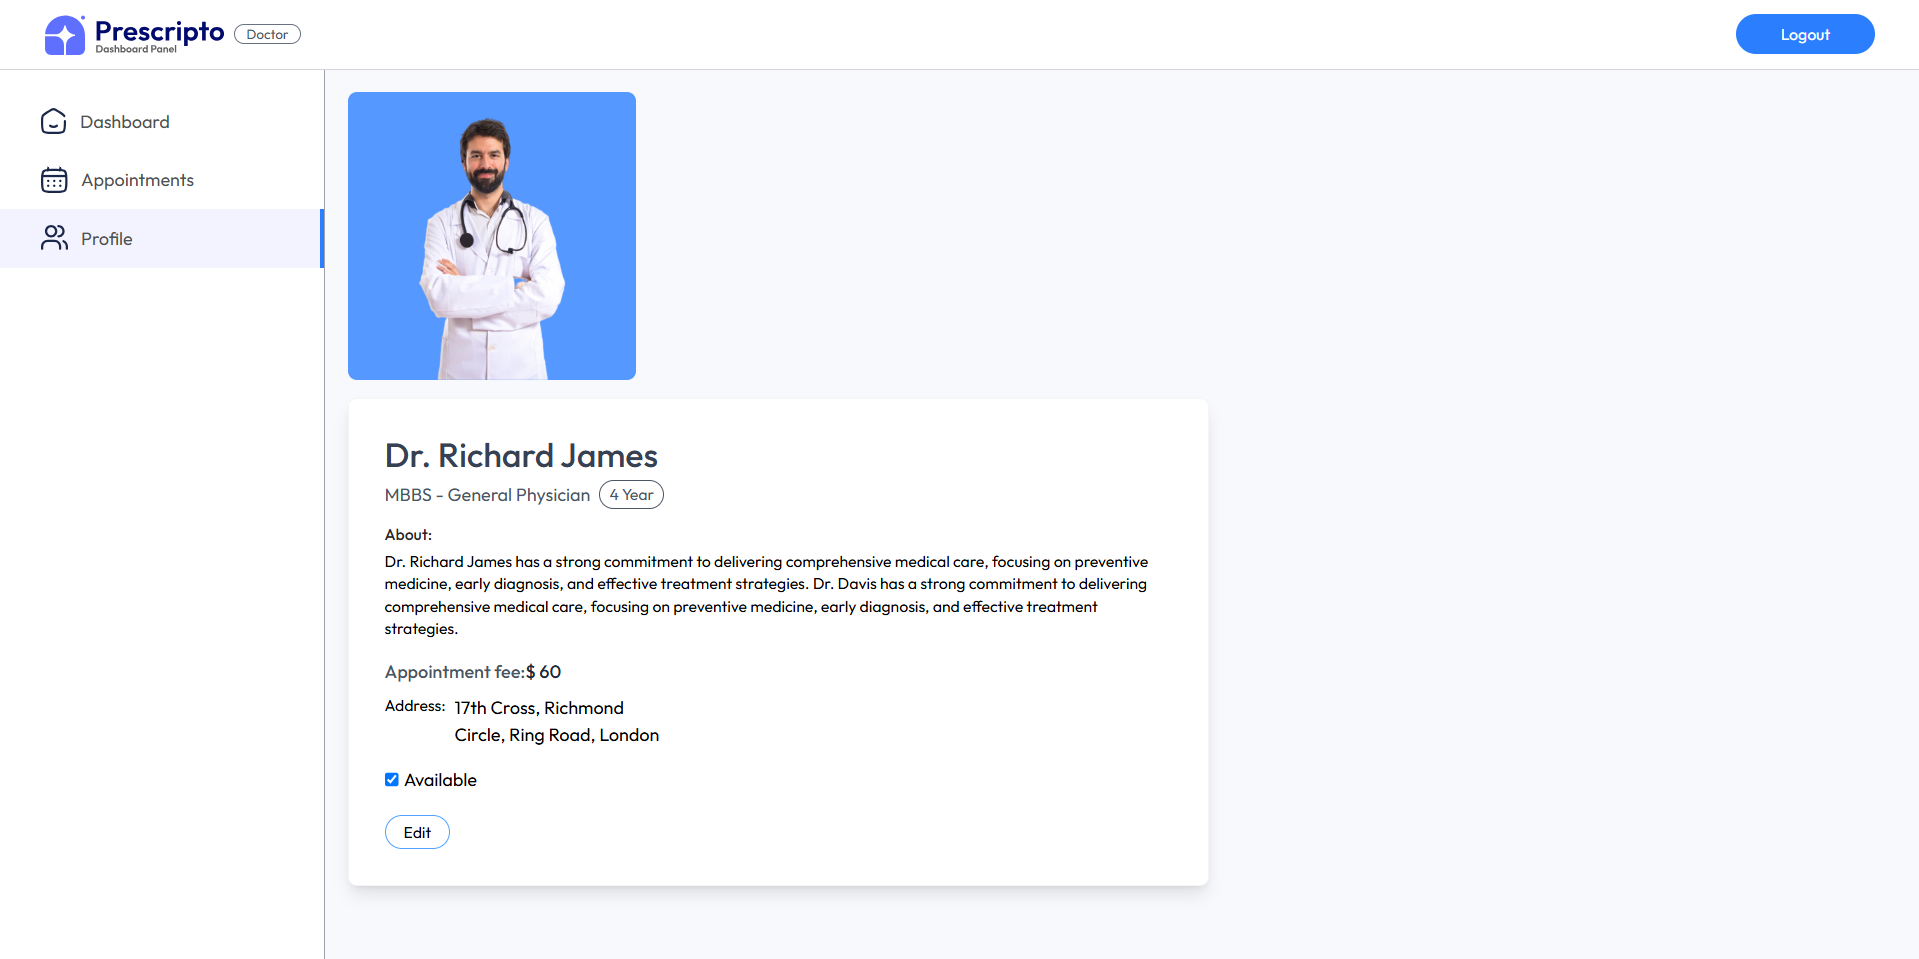 Prescripto
Dashboard Panel
Doctor
Logout
Dashboard
Appointments
Profile
Dr. Richard James
MBBS - General Physician 4 Year
About:
Dr. Richard James has a strong commitment to delivering comprehensive medical care, focusing on preventive
medicine, early diagnosis, and effective treatment strategies. Dr. Davis has a strong commitment to delivering
comprehensive medical care, focusing on preventive medicine, early diagnosis, and effective treatment
strategies.
Appointment fee:$ 60
Address: 17th Cross, Richmond
Circle, Ring Road, London
Available
Edit